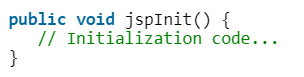 public void jspInit() {
   // Initialization code...
}